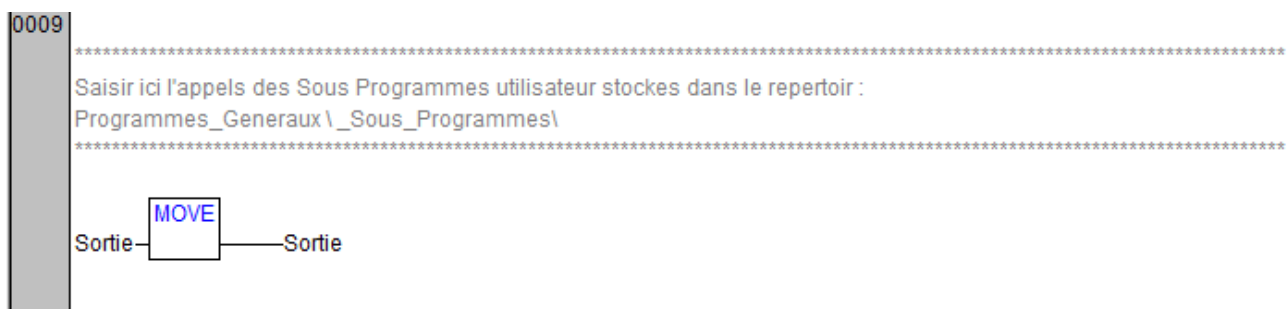 0009
***********************************************************************************************************************************
Saisir ici l'appels des Sous Programmes utilisateur stockes dans le repertoir :
Programmes_Generaux \ _Sous_Programmes\
***********************************************************************************************************************************
MOVE
Sortie Sortie